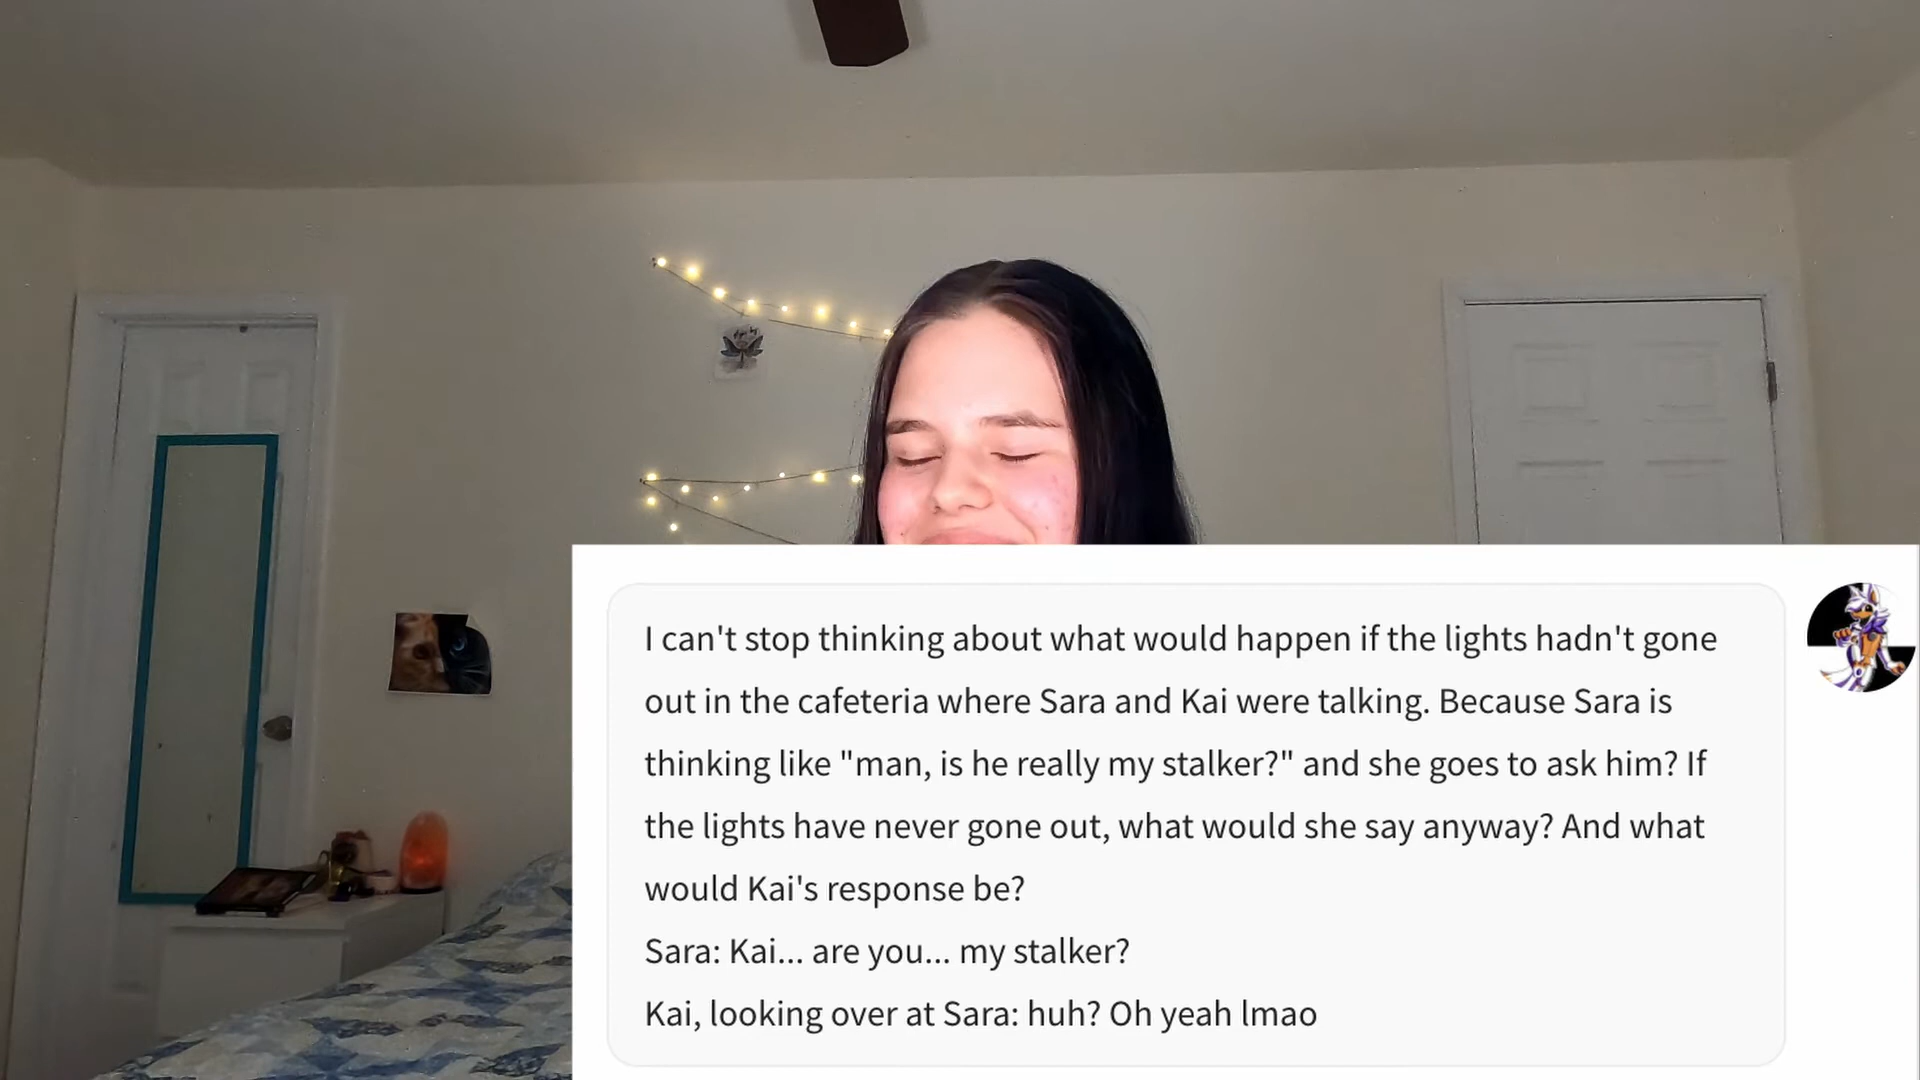 I can't stop thinking about what would happen if the lights hadn't gone
out in the cafeteria where Sara and Kai were talking. Because Sara is
thinking like "man, is he really my stalker?" and she goes to ask him? If
the lights have never gone out, what would she say anyway? And what
would Kai's response be?
Sara: Kai... are you... my stalker?
Kai, looking over at Sara: huh? Oh yeah lmao